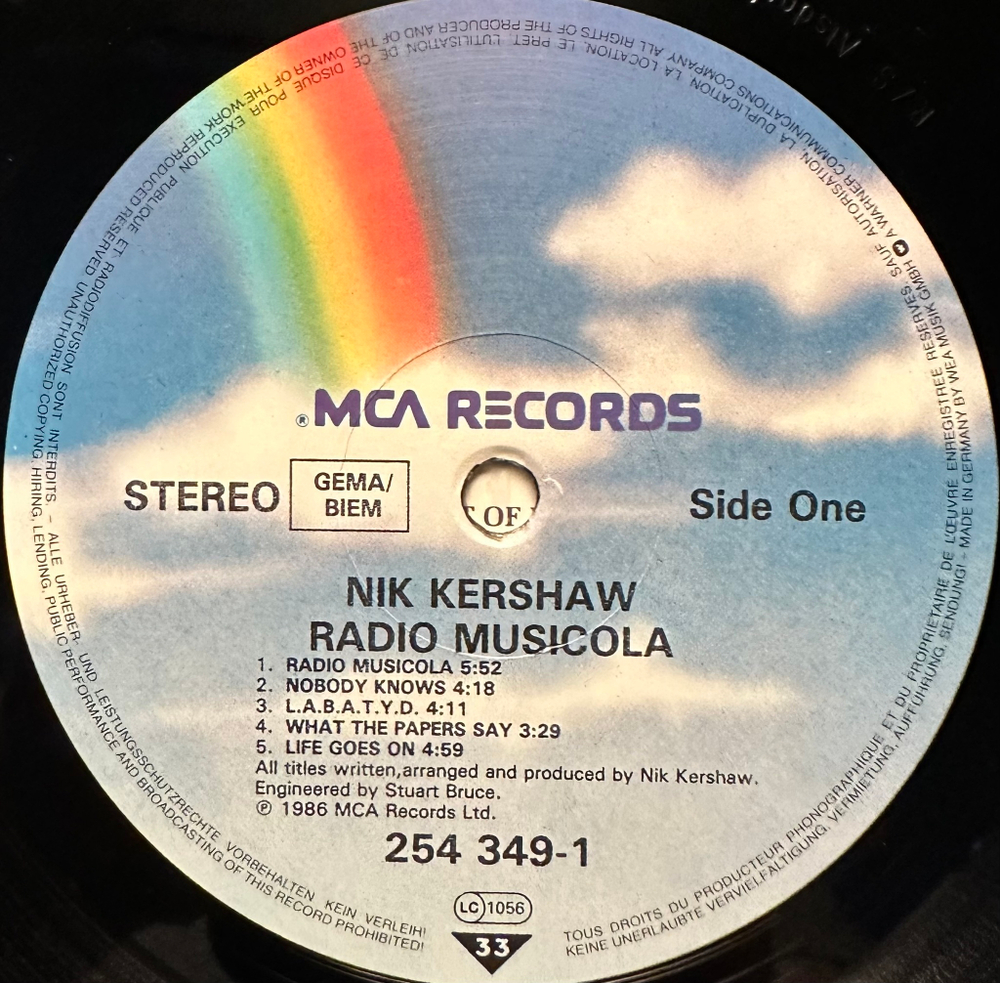 ® MCA RECORDS
STEREO
GEMA/
BIEM
OF
Side One
NIK KERSHAW
RADIO MUSICOLA
1. RADIO MUSICOLA 5:52
2. NOBODY KNOWS 4:18
3. L.A.B.A.T.Y.D. 4:11
4. WHAT THE PAPERS SAY 3:29
5. LIFE GOES ON 4:59
All titles written,arranged and produced by Nik Kershaw.
Engineered by Stuart Bruce.
℗ 1986 MCA Records Ltd.
254 349-1
LC 1056
33
TOUS DROITS DU PRODUCTEUR PHONOGRAPHIQUE ET DU PROPRIETAIRE DE L'ŒUVRE ENREGISTREE RESERVES. SAUF AUTORISATION, LA DUPLICATION, LA LOCATION, LE PRET, L'UTILISATION DE CE DISQUE POUR EXECUTION PUBLIQUE ET RADIODIFFUSION SONT INTERDITS. – ALLE URHEBER- UND LEISTUNGSSCHUTZRECHTE VORBEHALTEN KEIN VERLEIH!
KEINE UNERLAUBTE VERVIELFÄLTIGUNG, VERMIETUNG, AUFFÜHRUNG, SENDUNG! – MADE IN GERMANY BY WEA MUSIK GMBH A WARNER COMMUNICATIONS COMPANY ALL RIGHTS OF THE PRODUCER AND OF THE OWNER OF THE WORK REPRODUCED RESERVED UNAUTHORIZED COPYING, HIRING, LENDING, PUBLIC PERFORMANCE AND BROADCASTING OF THIS RECORD PROHIBITED!